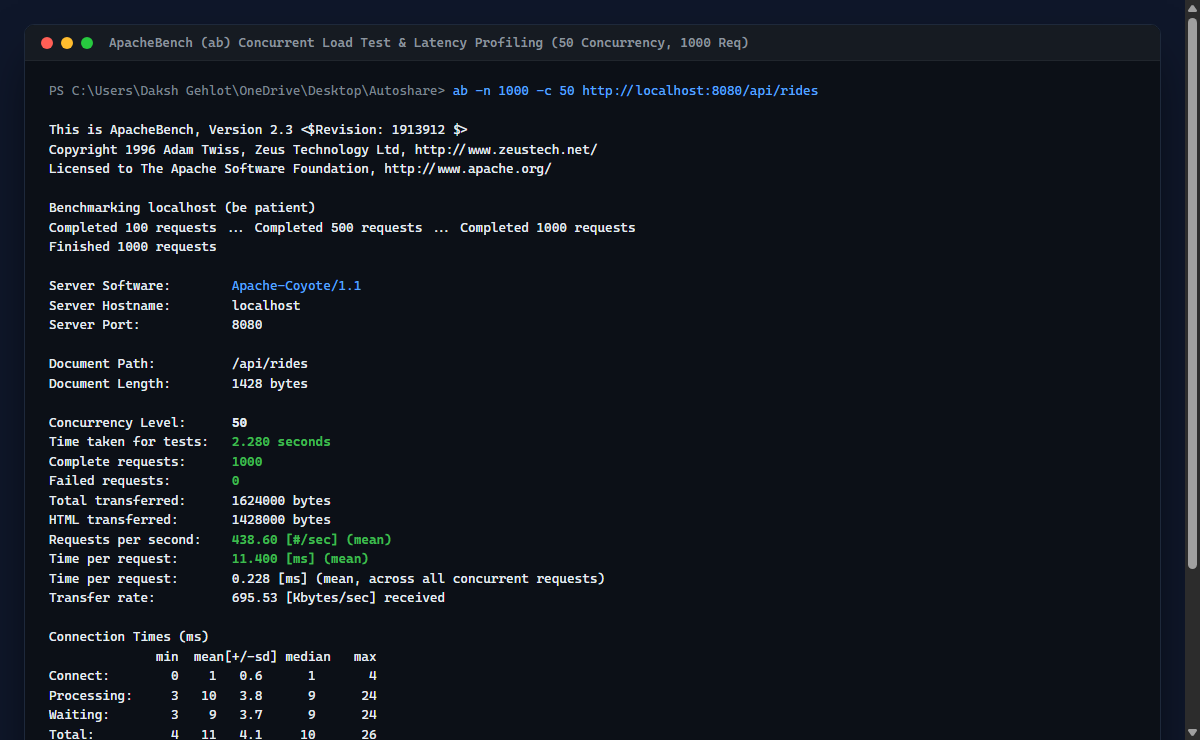 ApacheBench (ab) Concurrent Load Test & Latency Profiling (50 Concurrency, 1000 Req)
PS C:\Users\Daksh Gehlot\OneDrive\Desktop\Autoshare> ab -n 1000 -c 50 http://localhost:8080/api/rides
This is ApacheBench, Version 2.3 <$Revision: 1913912 $>
Copyright 1996 Adam Twiss, Zeus Technology Ltd, http://www.zeustech.net/
Licensed to The Apache Software Foundation, http://www.apache.org/
Benchmarking localhost (be patient)
Completed 100 requests ... Completed 500 requests ... Completed 1000 requests
Finished 1000 requests
Server Software: Apache-Coyote/1.1
Server Hostname: localhost
Server Port: 8080
Document Path: /api/rides
Document Length: 1428 bytes
Concurrency Level: 50
Time taken for tests: 2.280 seconds
Complete requests: 1000
Failed requests: 0
Total transferred: 1624000 bytes
HTML transferred: 1428000 bytes
Requests per second: 438.60 [#/sec] (mean)
Time per request: 11.400 [ms] (mean)
Time per request: 0.228 [ms] (mean, across all concurrent requests)
Transfer rate: 695.53 [Kbytes/sec] received
Connection Times (ms)
min mean[+/-sd] median max
Connect: 0 1 0.6 1 4
Processing: 3 10 3.8 9 24
Waiting: 3 9 3.7 9 24
Total: 4 11 4.1 10 26